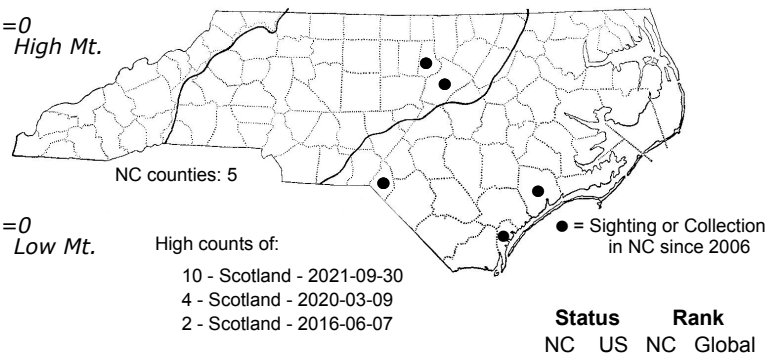 =0
High Mt.
NC counties: 5
=0
Low Mt.
High counts of:
10 - Scotland - 2021-09-30
4 - Scotland - 2020-03-09
2 - Scotland - 2016-06-07
● = Sighting or Collection
in NC since 2006
Status Rank
NC US NC Global